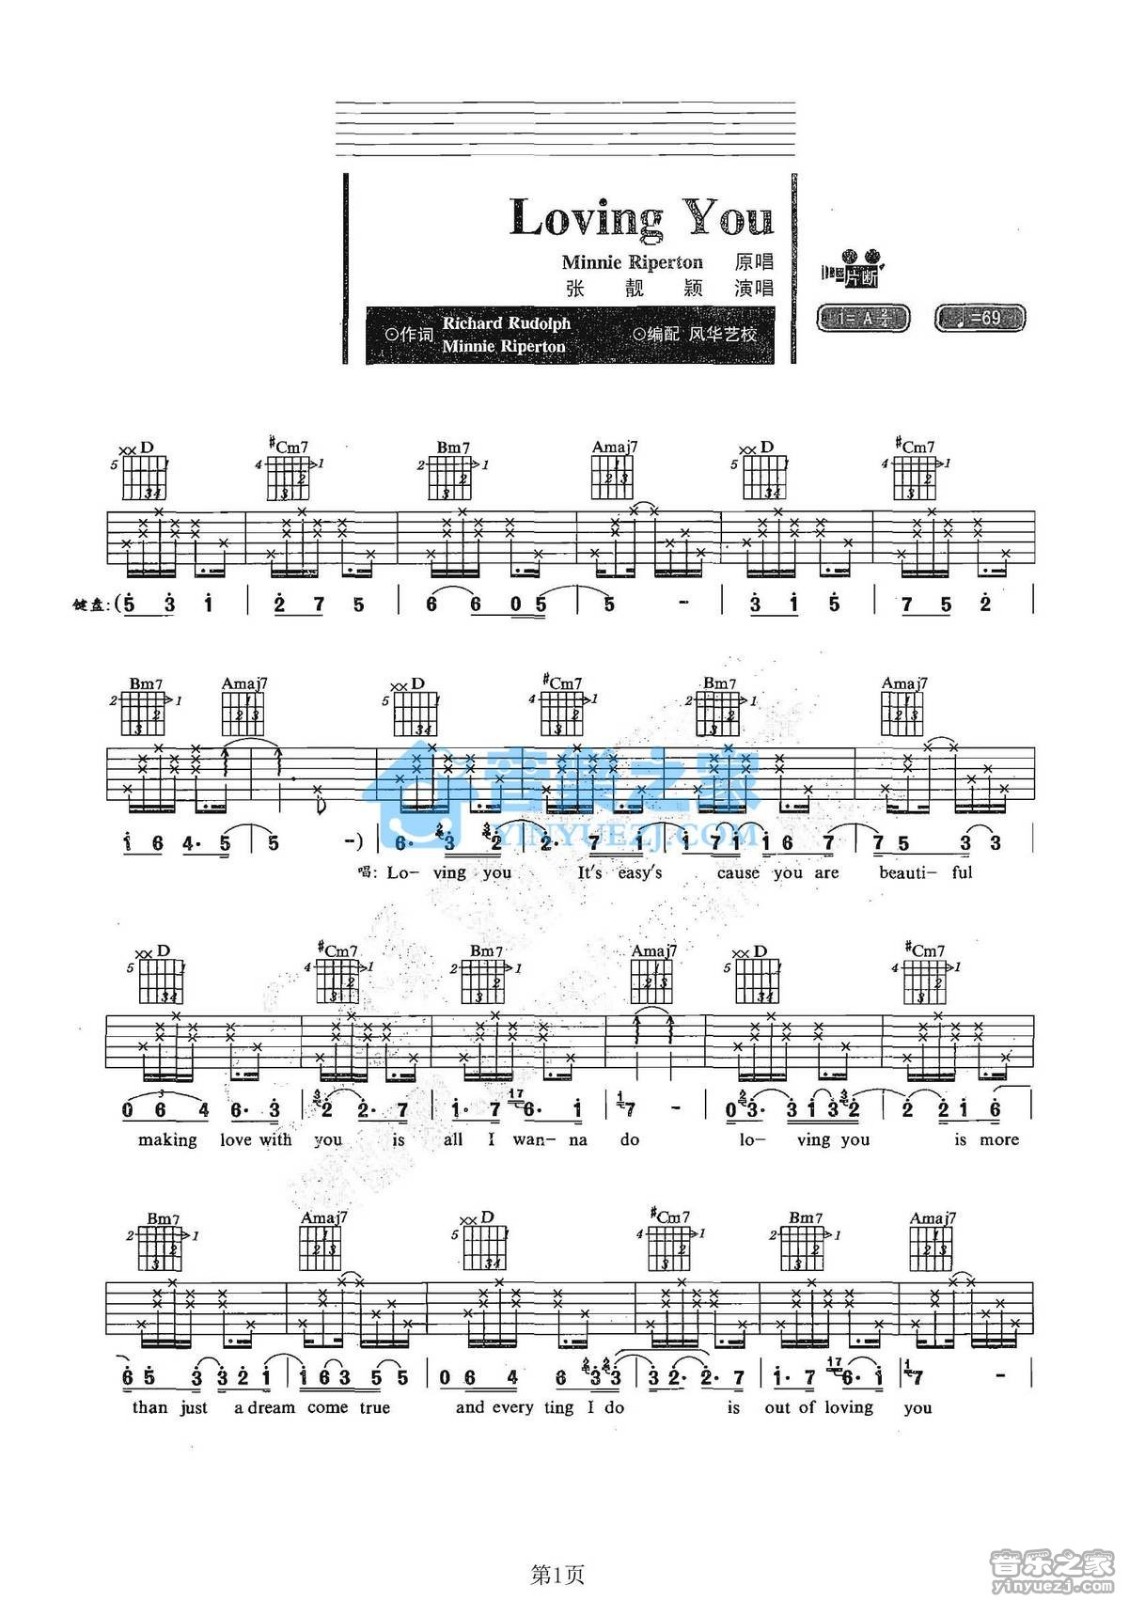 Loving You
Minnie Riperton 原唱
张 靓 颖 演唱
片断
⊙作词 Richard Rudolph
Minnie Riperton
⊙编配 风华艺校
1= A 2/4
♩=69
D #Cm7 Bm7 Amaj7 D #Cm7
键盘:(5 3 1 | 2 7 5 | 6 6 0 5 | 5 - | 3 1 5 | 7 5 2 |
Bm7 Amaj7 D #Cm7 Bm7 Amaj7
1 6 4· 5 | 5 -) | 6· 3 2 | 2· 7 1 | 1 7 1 1 6 7 | 7 5 3 3
音樂之家
YINYUEZJ.COM
唱: Lo- ving you It's easy's cause you are beauti- ful
D #Cm7 Bm7 Amaj7 D #Cm7
0 6 4 6· 3 | 2 2· 7 | 1· 7 6· 1 | 7 - | 0 3· 3 1 3 2 | 2 2 1 6
making love with you is all I wan- na do lo- ving you is more
Bm7 Amaj7 D #Cm7 Bm7 Amaj7
6 5 3 3 2 1 | 1 6 3 5 5 | 0 6 4 6 3 3 | 3 2· 2· 7 | 1· 7 6· 1 | 7 -
than just a dream come true and every ting I do is out of loving you
第1页
音乐之家
yinyuezj.com